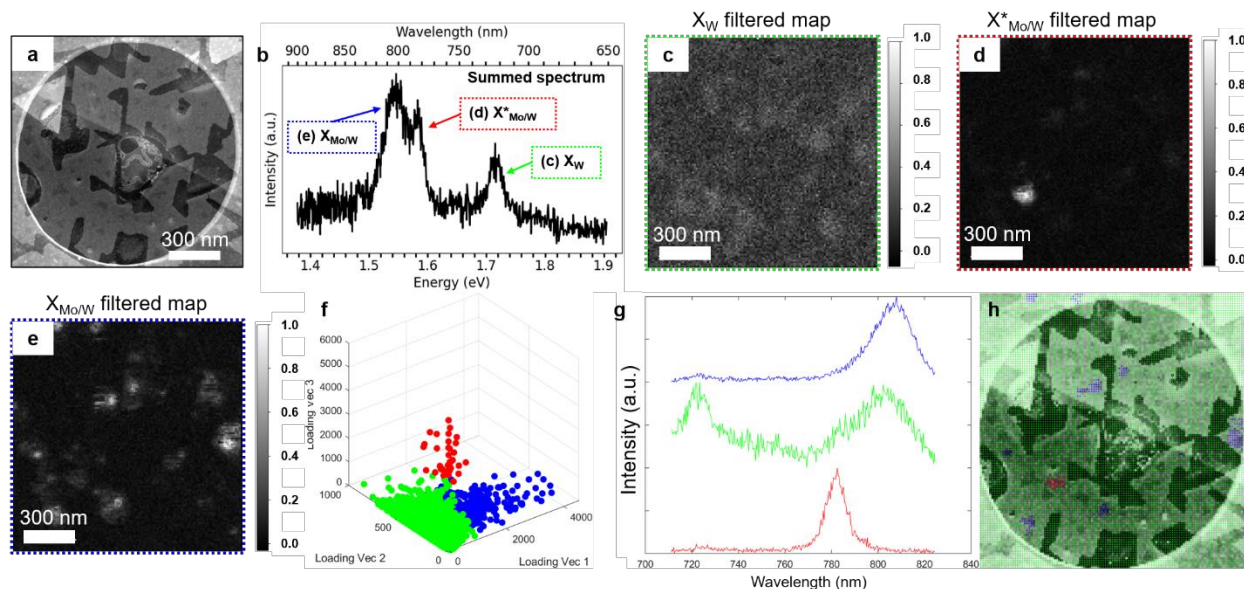 a
300 nm
b
Wavelength (nm)
900 850 800 750 700 650
Summed spectrum
(e) X_Mo/W
(d) X*_Mo/W
(c) X_W
Intensity (a.u.)
1.4 1.5 1.6 1.7 1.8 1.9
Energy (eV)
X_W filtered map
c
300 nm
1.0
0.8
0.6
0.4
0.2
0.0
X*_Mo/W filtered map
d
300 nm
1.0
0.8
0.6
0.4
0.2
0.0
X_Mo/W filtered map
e
300 nm
1.0
0.8
0.6
0.4
0.2
0.0
f
Loading Vec 3
6000
5000
4000
3000
2000
1000
0
1000
500
0
Loading Vec 2
0
2000
4000
Loading Vec 1
g
Intensity (a.u.)
700 720 740 760 780 800 820 840
Wavelength (nm)
h